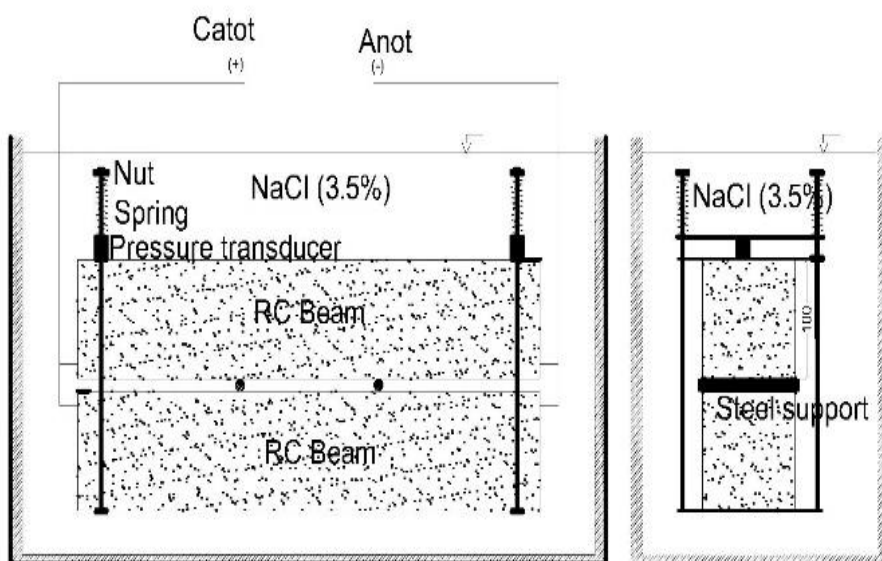 Catot
(+)
Anot
(-)
Nut
Spring
Pressure transducer
NaCl (3.5%)
RC Beam
RC Beam
NaCl (3.5%)
100
Steel support